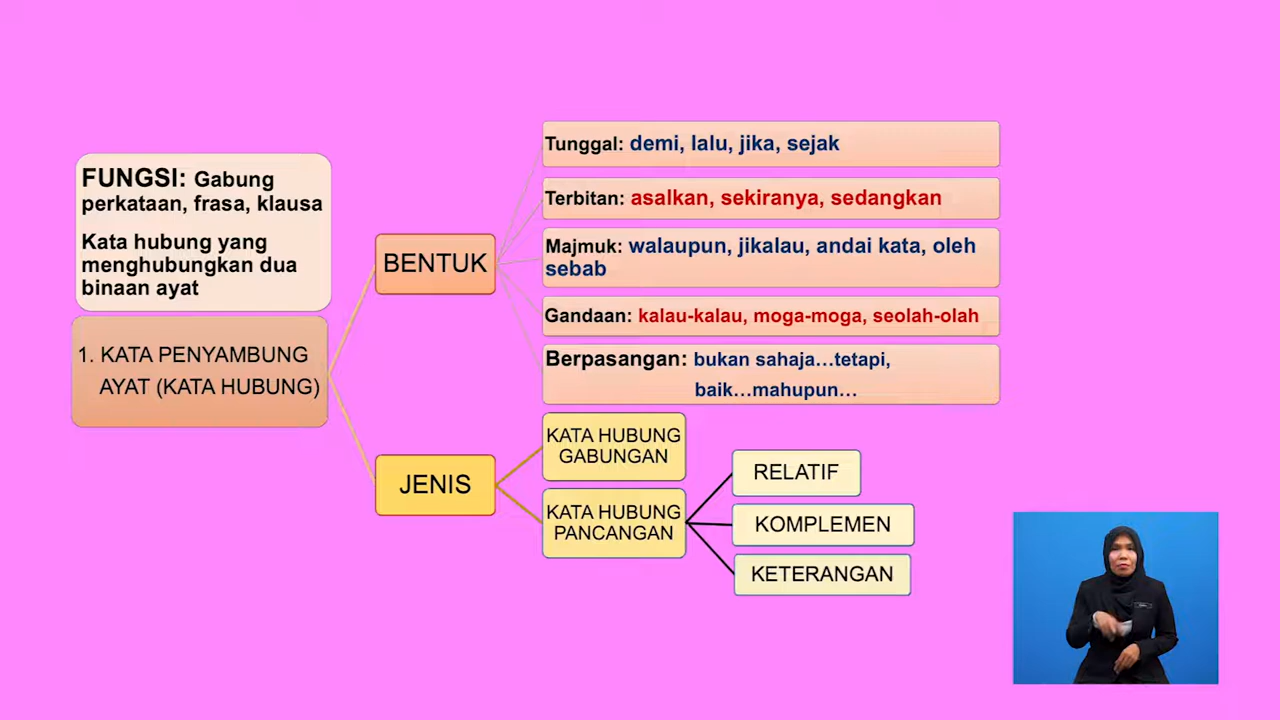 FUNGSI: Gabung
perkataan, frasa, klausa
Kata hubung yang
menghubungkan dua
binaan ayat
1. KATA PENYAMBUNG
AYAT (KATA HUBUNG)
BENTUK
Tunggal: demi, lalu, jika, sejak
Terbitan: asalkan, sekiranya, sedangkan
Majmuk: walaupun, jikalau, andai kata, oleh
sebab
Gandaan: kalau-kalau, moga-moga, seolah-olah
Berpasangan: bukan sahaja...tetapi,
baik...mahupun...
JENIS
KATA HUBUNG
GABUNGAN
KATA HUBUNG
PANCANGAN
RELATIF
KOMPLEMEN
KETERANGAN